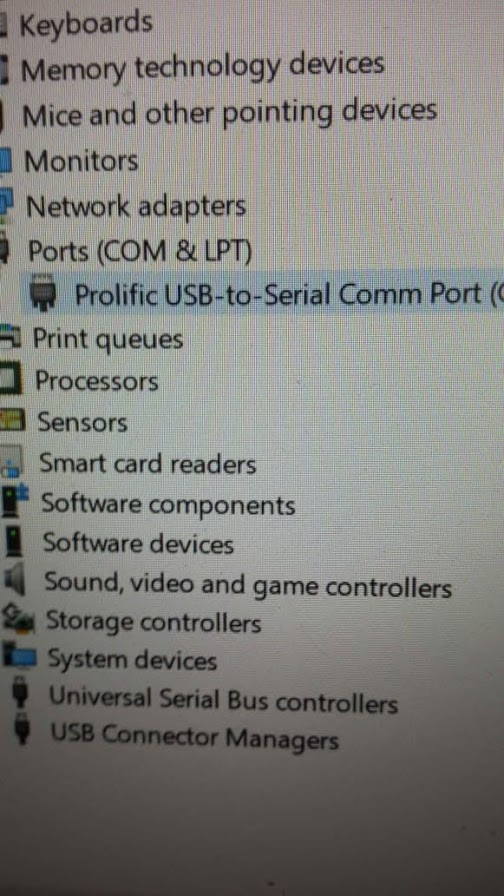 Keyboards
Memory technology devices
Mice and other pointing devices
Monitors
Network adapters
Ports (COM & LPT)
Prolific USB-to-Serial Comm Port (
Print queues
Processors
Sensors
Smart card readers
Software components
Software devices
Sound, video and game controllers
Storage controllers
System devices
Universal Serial Bus controllers
USB Connector Managers